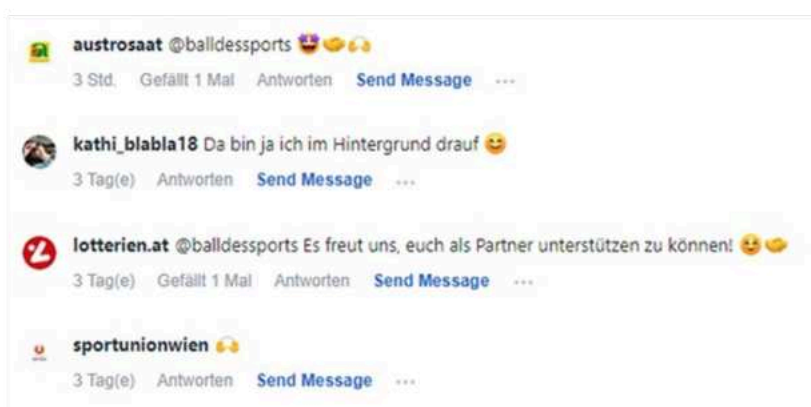 austrosaat @balldessports 🤩🤝🙌
3 Std. Gefällt 1 Mal Antworten Send Message ...
kathi_blabla18 Da bin ja ich im Hintergrund drauf 😆
3 Tag(e) Antworten Send Message ...
lotterien.at @balldessports Es freut uns, euch als Partner unterstützen zu können! 😃🤝
3 Tag(e) Gefällt 1 Mal Antworten Send Message ...
sportunionwien 🙌
3 Tag(e) Antworten Send Message ...